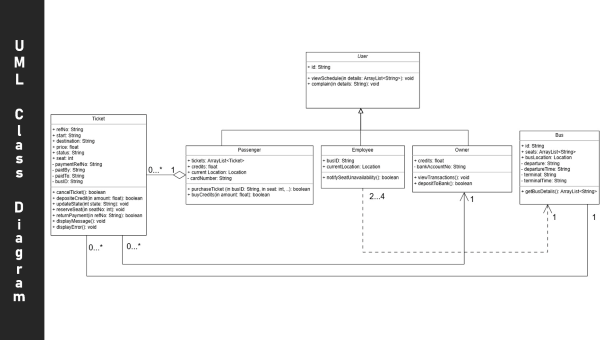 UML Class Diagram
User
+ id: String
+ viewSchedule(in details: ArrayList<String>): void
+ complain(in details: String): void
Ticket
+ refNo: String
+ start: String
+ destination: String
+ price: float
+ status: String
+ seat: int
- paymentRefNo: String
- paidBy: String
- paidTo: String
- busID: String
+ cancelTicket(): boolean
+ depositeCredit(in amount: float): boolean
+ updateState(int state: String): void
+ reserveSeat(in seatNo: int): void
+ returnPayment(in refNo: String): boolean
+ displayMessage(): void
+ displayError(): void
0...*
1
Passenger
+ tickets: ArrayList<Ticket>
+ credits: float
+ current Location: Location
- cardNumber: String
+ purchaseTicket (in busID: String, in seat: int,...): boolean
+ buyCredits(in amount: float): boolean
Employee
+ busID: String
+ currentLocation: Location
+ notifySeatUnavailability(): boolean
2...4
Owner
+ credits: float
- bankAccountNo: String
+ viewTransactions(): void
+ depositToBank(): boolean
1
Bus
+ id: String
+ seats: ArrayList<String>
+ busLocation: Location
- departure: String
- departureTime: String
- terminal: String
- terminalTime: String
+ getBusDetails(): ArrayList<String>
1
1
0...*
0...*